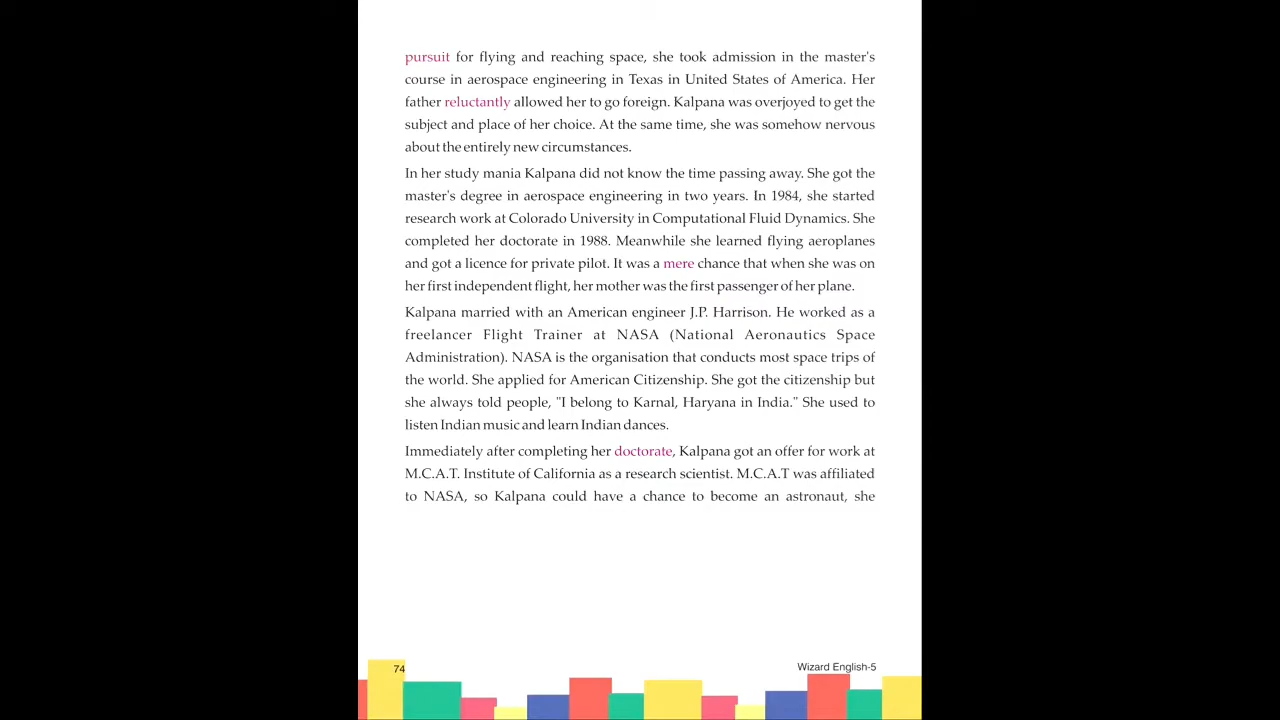 pursuit for flying and reaching space, she took admission in the master's
course in aerospace engineering in Texas in United States of America. Her
father reluctantly allowed her to go foreign. Kalpana was overjoyed to get the
subject and place of her choice. At the same time, she was somehow nervous
about the entirely new circumstances.
In her study mania Kalpana did not know the time passing away. She got the
master's degree in aerospace engineering in two years. In 1984, she started
research work at Colorado University in Computational Fluid Dynamics. She
completed her doctorate in 1988. Meanwhile she learned flying aeroplanes
and got a licence for private pilot. It was a mere chance that when she was on
her first independent flight, her mother was the first passenger of her plane.
Kalpana married with an American engineer J.P. Harrison. He worked as a
freelancer Flight Trainer at NASA (National Aeronautics Space
Administration). NASA is the organisation that conducts most space trips of
the world. She applied for American Citizenship. She got the citizenship but
she always told people, "I belong to Karnal, Haryana in India." She used to
listen Indian music and learn Indian dances.
Immediately after completing her doctorate, Kalpana got an offer for work at
M.C.A.T. Institute of California as a research scientist. M.C.A.T was affiliated
to NASA, so Kalpana could have a chance to become an astronaut, she
74
Wizard English-5